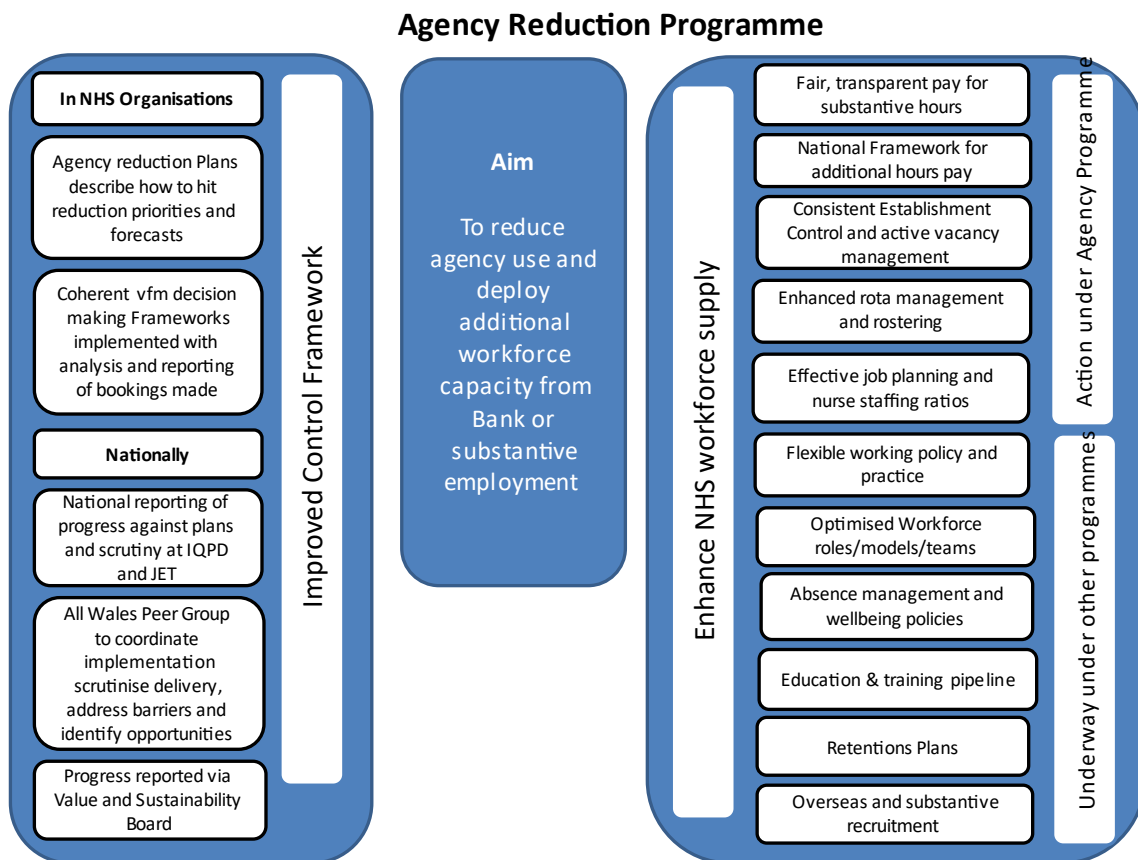 Agency Reduction Programme
In NHS Organisations
Agency reduction Plans
describe how to hit
reduction priorities and
forecasts
Coherent vfm decision
making Frameworks
implemented with
analysis and reporting
of bookings made
Nationally
National reporting of
progress against plans
and scrutiny at IQPD
and JET
All Wales Peer Group
to coordinate
implementation
scrutinise delivery,
address barriers and
identify opportunities
Progress reported via
Value and Sustainability
Board
Improved Control Framework
Aim
To reduce
agency use and
deploy
additional
workforce
capacity from
Bank or
substantive
employment
Enhance NHS workforce supply
Fair, transparent pay for
substantive hours
National Framework for
additional hours pay
Consistent Establishment
Control and active vacancy
management
Enhanced rota management
and rostering
Effective job planning and
nurse staffing ratios
Flexible working policy and
practice
Optimised Workforce
roles/models/teams
Absence management and
wellbeing policies
Education & training pipeline
Retentions Plans
Overseas and substantive
recruitment
Action under Agency Programme
Underway under other programmes